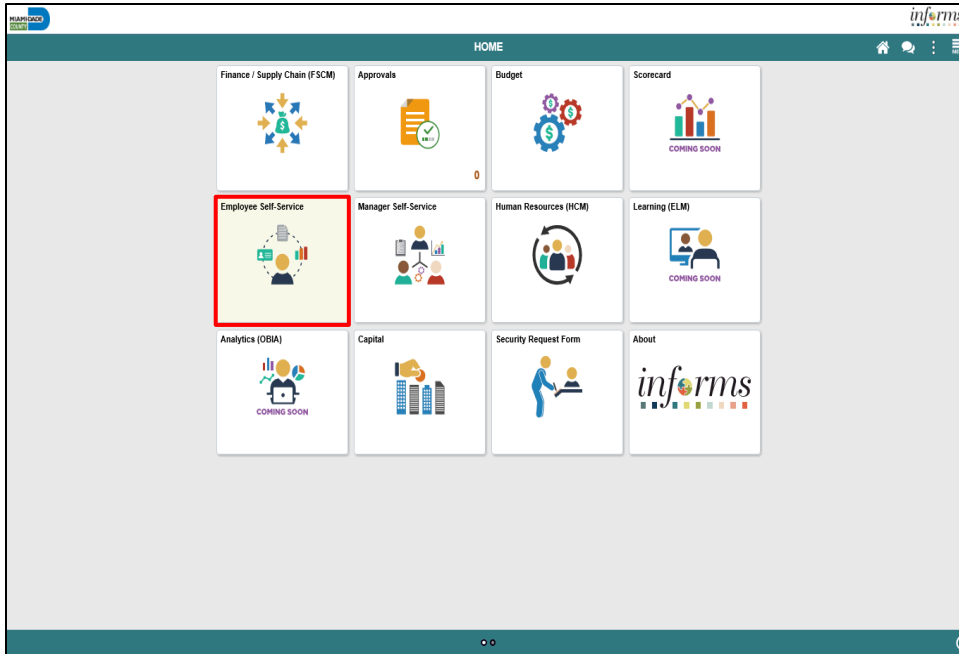 MIAMI-DADE
COUNTY
informs
HOME
Finance / Supply Chain (FSCM)
Approvals
Budget
Scorecard
COMING SOON
0
Employee Self-Service
Manager Self-Service
Human Resources (HCM)
Learning (ELM)
COMING SOON
Analytics (OBIA)
Capital
Security Request Form
About
COMING SOON
informs